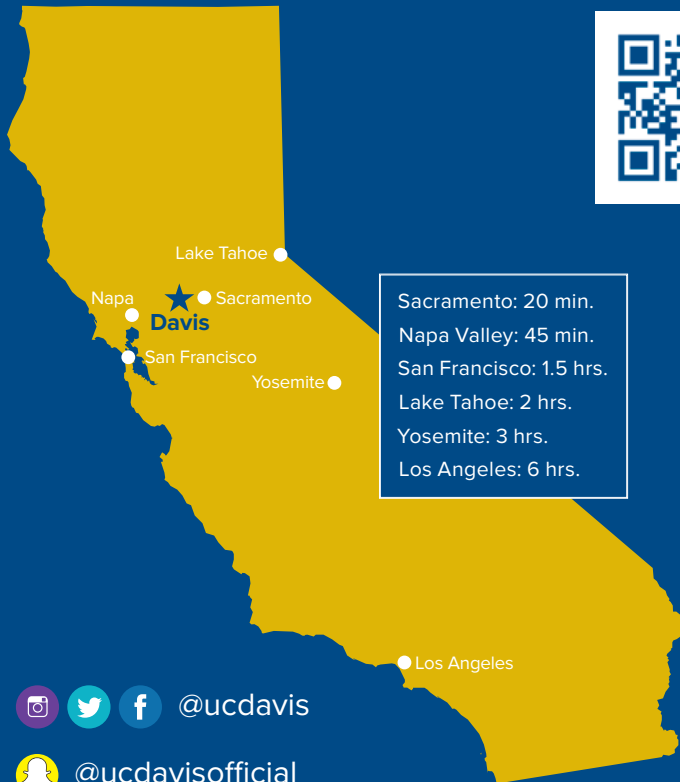 Lake Tahoe
Napa
Sacramento
Davis
San Francisco
Yosemite
Sacramento: 20 min.
Napa Valley: 45 min.
San Francisco: 1.5 hrs.
Lake Tahoe: 2 hrs.
Yosemite: 3 hrs.
Los Angeles: 6 hrs.
Los Angeles
@ucdavis
@ucdavisofficial